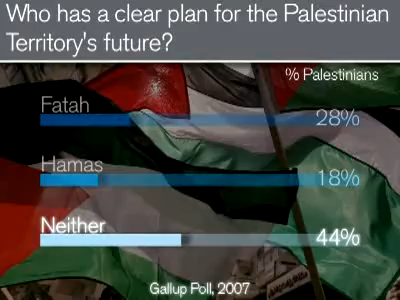 Who has a clear plan for the Palestinian
Territory's future?
% Palestinians
Fatah
28%
Hamas
18%
Neither
44%
Gallup Poll, 2007